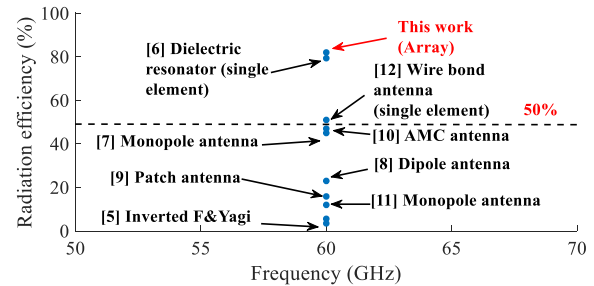 100
80
60
40
20
0
Radiation efficiency (%)
[6] Dielectric
resonator (single
element)
This work
(Array)
[12] Wire bond
antenna
(single element)
50%
[7] Monopole antenna
[10] AMC antenna
[8] Dipole antenna
[9] Patch antenna
[11] Monopole antenna
[5] Inverted F&Yagi
50
55
60
65
70
Frequency (GHz)